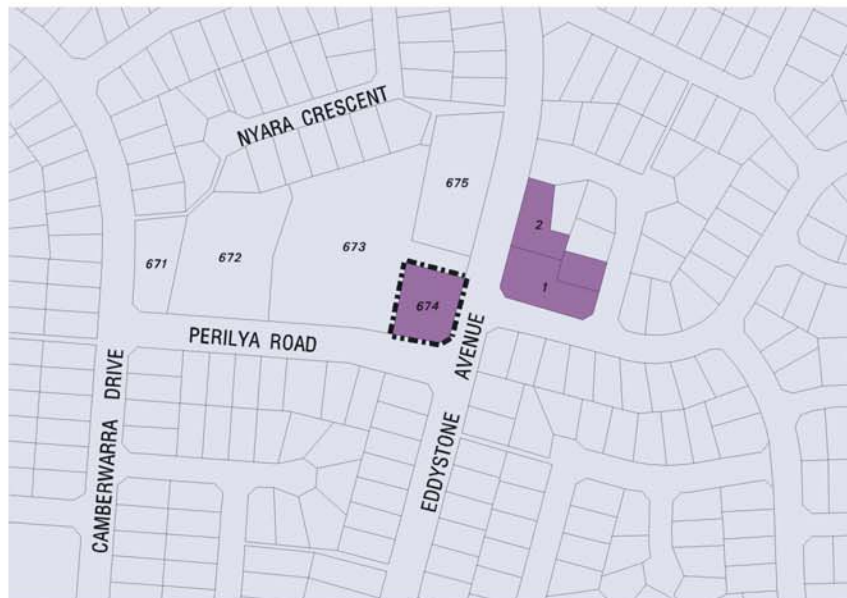 NYARA CRESCENT
675
2
673
672
671
1
674
PERILYA ROAD
EDDYSTONE AVENUE
CAMBERWARRA DRIVE